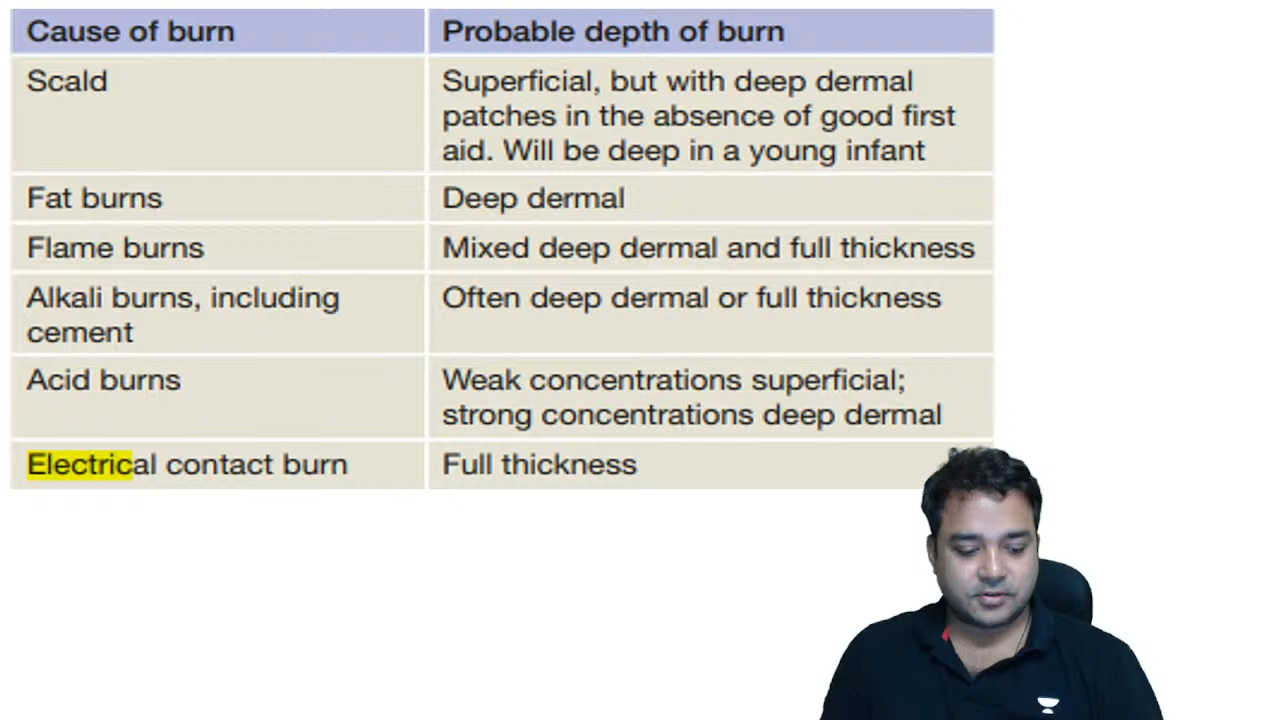 Cause of burn
Probable depth of burn
Scald
Superficial, but with deep dermal
patches in the absence of good first
aid. Will be deep in a young infant
Fat burns
Deep dermal
Flame burns
Mixed deep dermal and full thickness
Alkali burns, including
cement
Often deep dermal or full thickness
Acid burns
Weak concentrations superficial;
strong concentrations deep dermal
Electrical contact burn
Full thickness